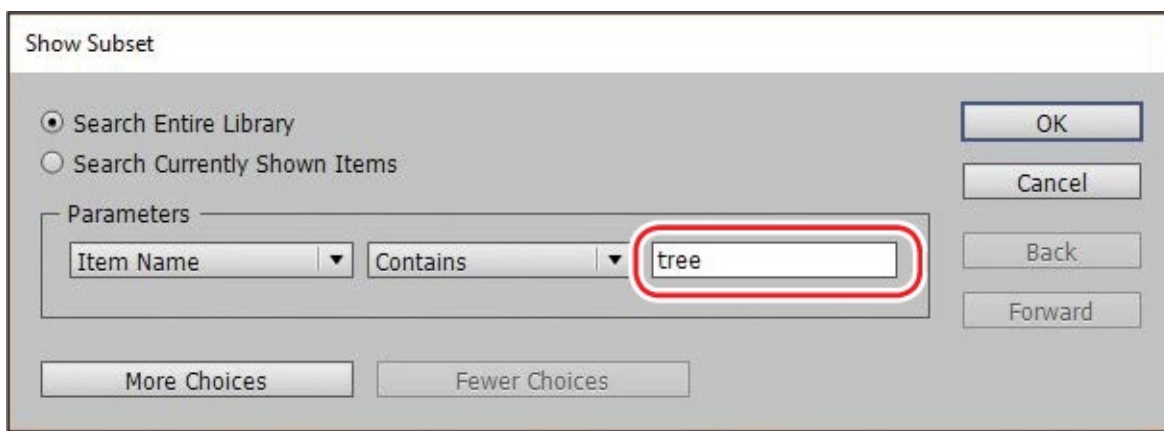 Show Subset
Search Entire Library
Search Currently Shown Items
OK
Cancel
Parameters
Item Name
Contains
tree
Back
Forward
More Choices
Fewer Choices